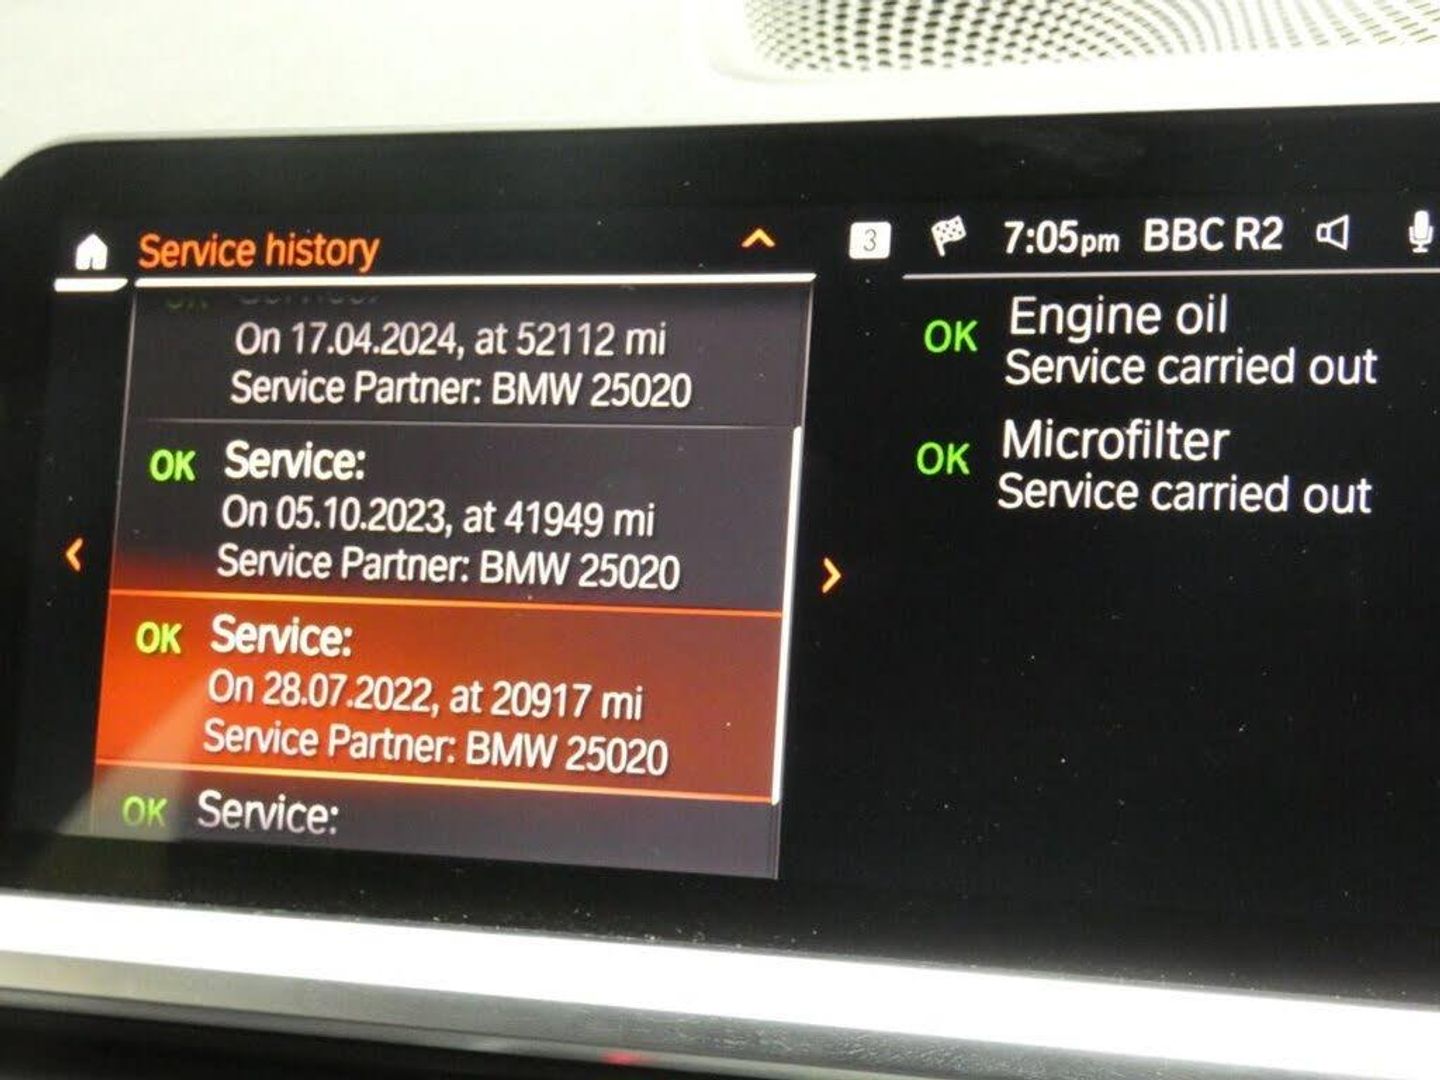 Service history
3
7:05pm
BBC R2
On 17.04.2024, at 52112 mi
Service Partner: BMW 25020
OK Service:
On 05.10.2023, at 41949 mi
Service Partner: BMW 25020
OK Service:
On 28.07.2022, at 20917 mi
Service Partner: BMW 25020
OK Service:
OK Engine oil
Service carried out
OK Microfilter
Service carried out